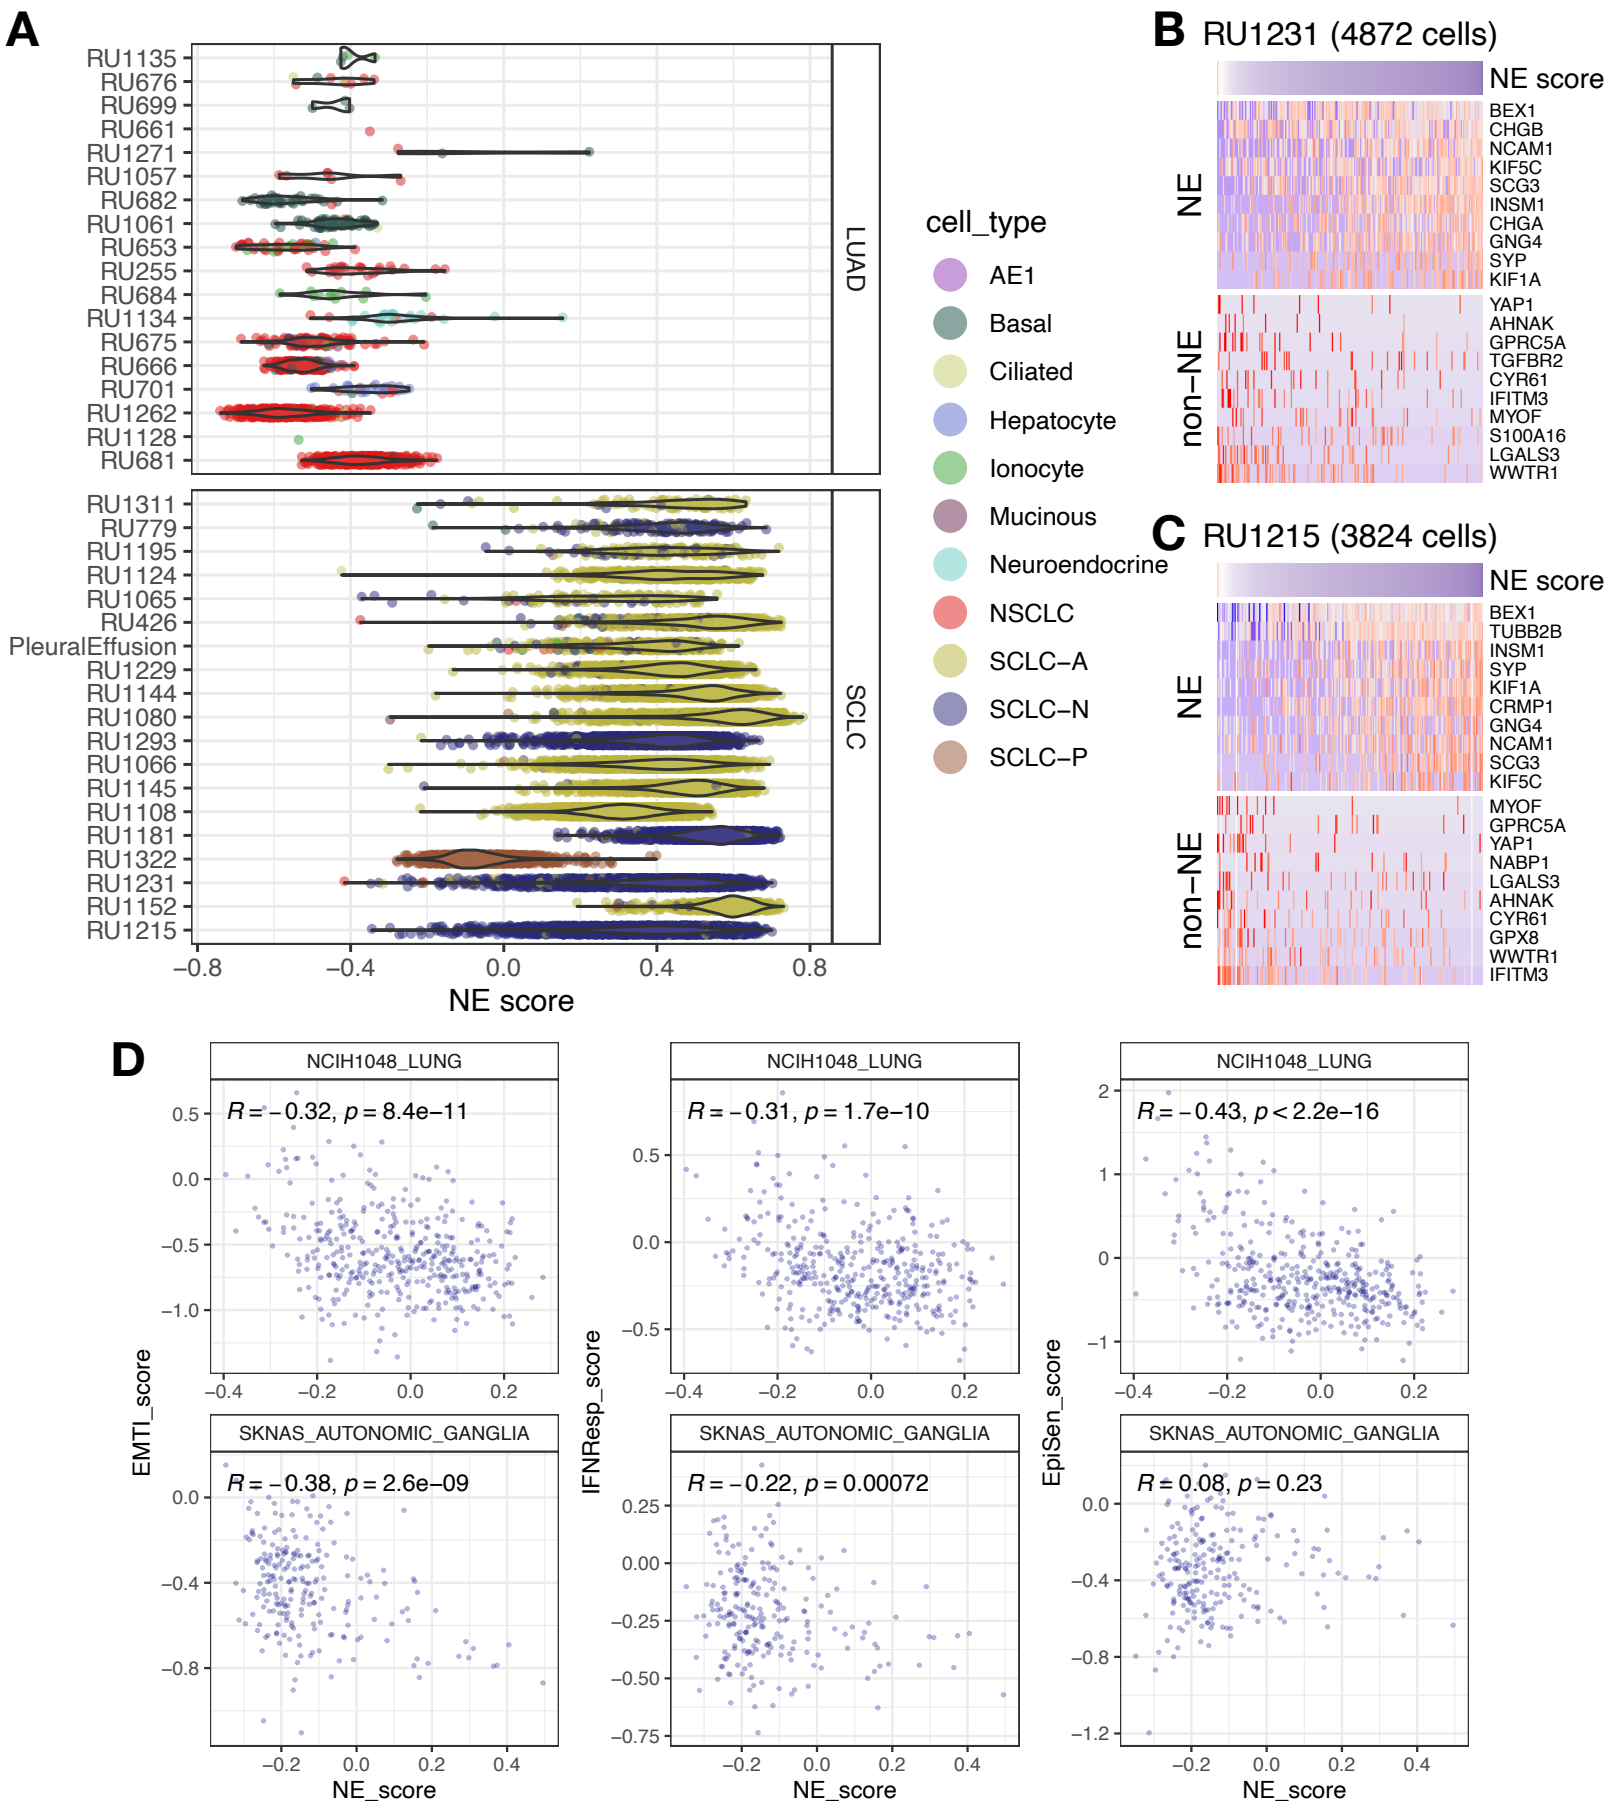 A
RU1135
RU676
RU699
RU661
RU1271
RU1057
RU682
RU1061
RU653
RU255
RU684
RU1134
RU675
RU666
RU701
RU1262
RU1128
RU681
LUAD
RU1311
RU779
RU1195
RU1124
RU1065
RU426
PleuralEffusion
RU1229
RU1144
RU1080
RU1293
RU1066
RU1145
RU1108
RU1181
RU1322
RU1231
RU1152
RU1215
SCLC
−0.8 −0.4 0.0 0.4 0.8
NE score
cell_type
AE1
Basal
Ciliated
Hepatocyte
Ionocyte
Mucinous
Neuroendocrine
NSCLC
SCLC−A
SCLC−N
SCLC−P
B RU1231 (4872 cells)
NE score
NE
BEX1
CHGB
NCAM1
KIF5C
SCG3
INSM1
CHGA
GNG4
SYP
KIF1A
non−NE
YAP1
AHNAK
GPRC5A
TGFBR2
CYR61
IFITM3
MYOF
S100A16
LGALS3
WWTR1
C RU1215 (3824 cells)
NE score
NE
BEX1
TUBB2B
INSM1
SYP
KIF1A
CRMP1
GNG4
NCAM1
SCG3
KIF5C
non−NE
MYOF
GPRC5A
YAP1
NABP1
LGALS3
AHNAK
CYR61
GPX8
WWTR1
IFITM3
D
EMTI_score
NCIH1048_LUNG
R = −0.32, p = 8.4e−11
0.5
0.0
−0.5
−1.0
−0.4 −0.2 0.0 0.2
SKNAS_AUTONOMIC_GANGLIA
R = −0.38, p = 2.6e−09
0.0
−0.4
−0.8
−0.2 0.0 0.2 0.4
NE_score
IFNResp_score
NCIH1048_LUNG
R = −0.31, p = 1.7e−10
0.5
0.0
−0.5
−0.4 −0.2 0.0 0.2
SKNAS_AUTONOMIC_GANGLIA
R = −0.22, p = 0.00072
0.25
0.00
−0.25
−0.50
−0.75
−0.2 0.0 0.2 0.4
NE_score
EpiSen_score
NCIH1048_LUNG
R = −0.43, p < 2.2e−16
2
1
0
−1
−0.4 −0.2 0.0 0.2
SKNAS_AUTONOMIC_GANGLIA
R = 0.08, p = 0.23
0.0
−0.4
−0.8
−1.2
−0.2 0.0 0.2 0.4
NE_score